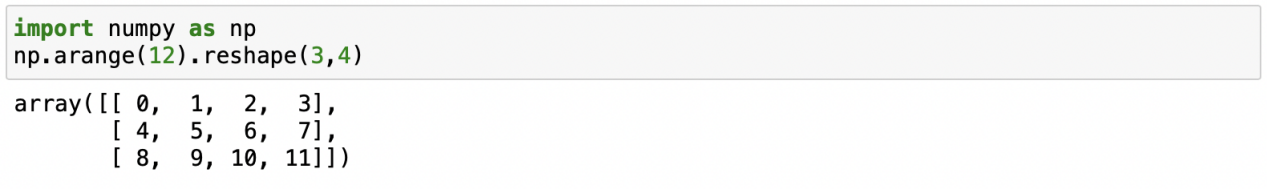 import numpy as np
np.arange(12).reshape(3,4)
array([[ 0,  1,  2,  3],
       [ 4,  5,  6,  7],
       [ 8,  9, 10, 11]])